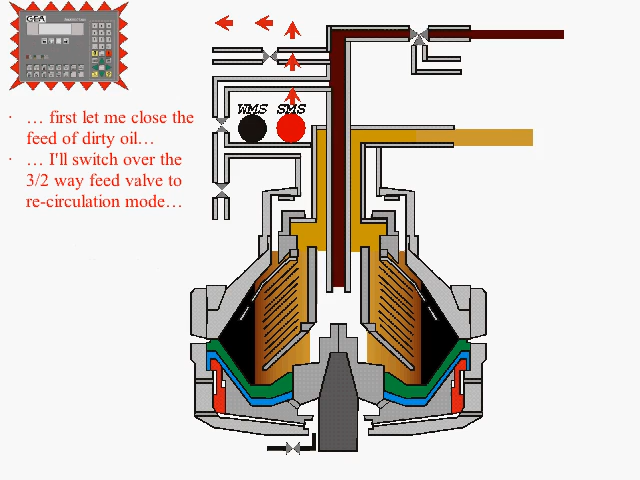 GEA
· … first let me close the
feed of dirty oil…
· … I'll switch over the
3/2 way feed valve to
re-circulation mode…
WMS SMS